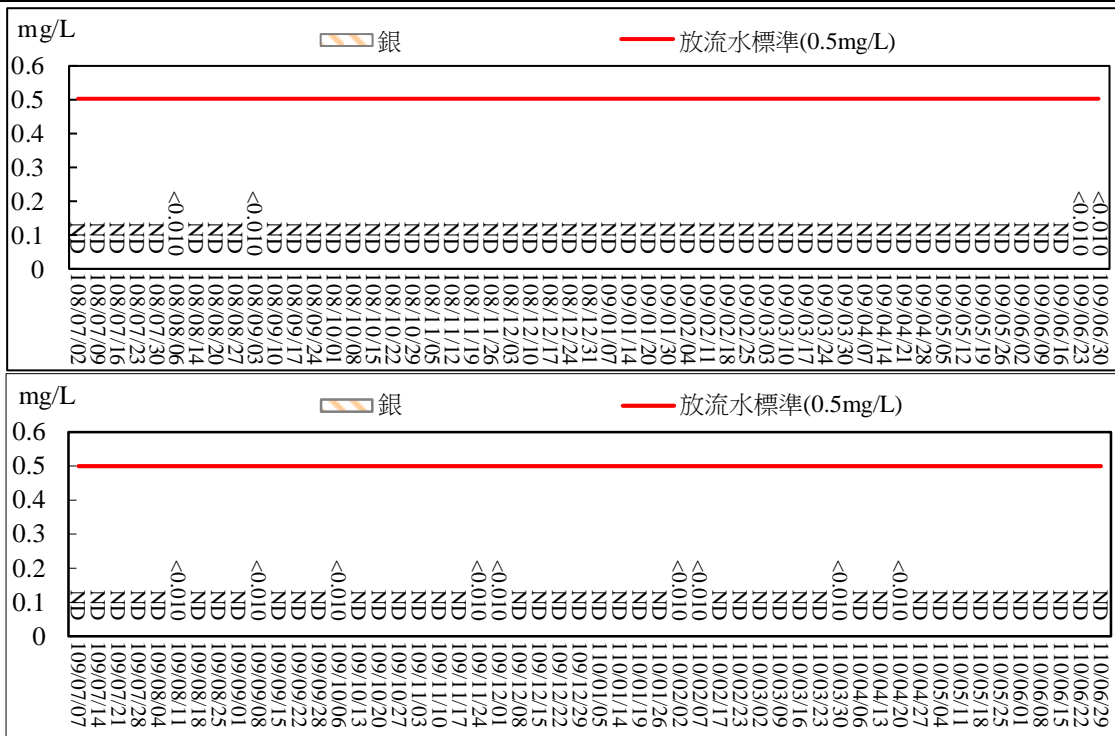 mg/L
銀
放流水標準(0.5mg/L)
0.6
0.5
0.4
0.3
0.2
0.1
0
ND ND ND ND ND <0.010 ND ND ND <0.010 ND ND ND ND ND ND ND ND ND ND ND ND ND ND ND ND ND ND ND ND ND ND ND ND ND ND ND ND ND ND ND ND ND ND ND ND ND ND ND ND ND <0.010 <0.010
108/07/02 108/07/09 108/07/16 108/07/23 108/07/30 108/08/06 108/08/14 108/08/20 108/08/27 108/09/03 108/09/10 108/09/17 108/09/24 108/10/01 108/10/08 108/10/15 108/10/22 108/10/29 108/11/05 108/11/12 108/11/19 108/11/26 108/12/03 108/12/10 108/12/17 108/12/24 108/12/31 109/01/07 109/01/14 109/01/20 109/01/30 109/02/04 109/02/11 109/02/18 109/02/25 109/03/03 109/03/10 109/03/17 109/03/24 109/03/30 109/04/07 109/04/14 109/04/21 109/04/28 109/05/05 109/05/12 109/05/19 109/05/26 109/06/02 109/06/09 109/06/16 109/06/23 109/06/30
mg/L
銀
放流水標準(0.5mg/L)
0.6
0.5
0.4
0.3
0.2
0.1
0
ND ND ND ND ND <0.010 ND ND ND <0.010 ND ND ND <0.010 ND ND ND ND ND ND <0.010 <0.010 ND ND ND ND ND ND ND ND <0.010 <0.010 ND ND ND ND ND ND <0.010 ND ND <0.010 ND ND ND ND ND ND ND ND ND ND
109/07/07 109/07/14 109/07/21 109/07/28 109/08/04 109/08/11 109/08/18 109/08/25 109/09/01 109/09/08 109/09/15 109/09/22 109/09/28 109/10/06 109/10/13 109/10/20 109/10/27 109/11/03 109/11/10 109/11/17 109/11/24 109/12/01 109/12/08 109/12/15 109/12/22 109/12/29 110/01/05 110/01/14 110/01/19 110/01/26 110/02/02 110/02/07 110/02/17 110/02/23 110/03/02 110/03/09 110/03/16 110/03/23 110/03/30 110/04/06 110/04/13 110/04/20 110/04/27 110/05/04 110/05/11 110/05/18 110/05/25 110/06/01 110/06/08 110/06/15 110/06/22 110/06/29